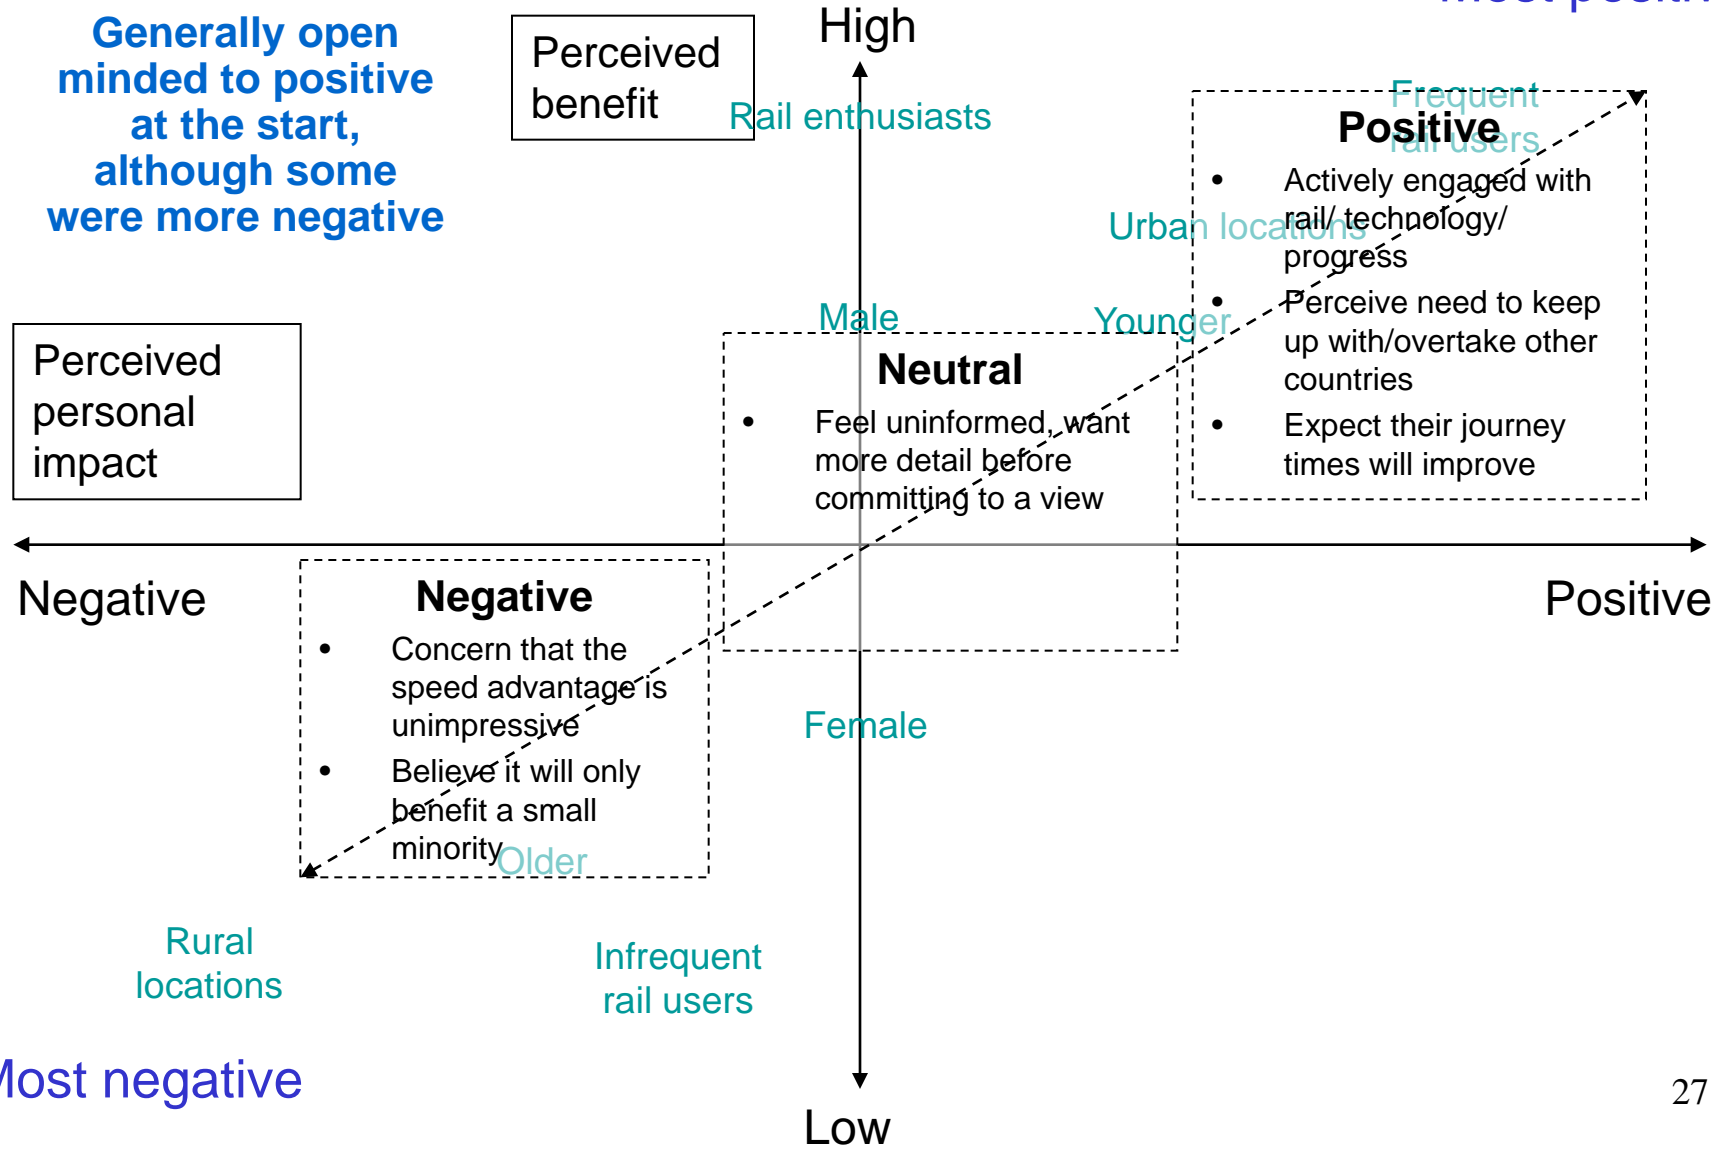 Generally open
minded to positive
at the start,
although some
were more negative
Perceived
benefit
High
Most positi
Rail enthusiasts
Frequent
rail users
Positive
• Actively engaged with
rail/ technology/
progress
• Perceive need to keep
up with/overtake other
countries
• Expect their journey
times will improve
Urban locations
Male
Younger
Perceived
personal
impact
Neutral
• Feel uninformed, want
more detail before
committing to a view
Negative
Positive
Negative
• Concern that the
speed advantage is
unimpressive
• Believe it will only
benefit a small
minority
Older
Female
Rural
locations
Infrequent
rail users
Most negative
Low
27